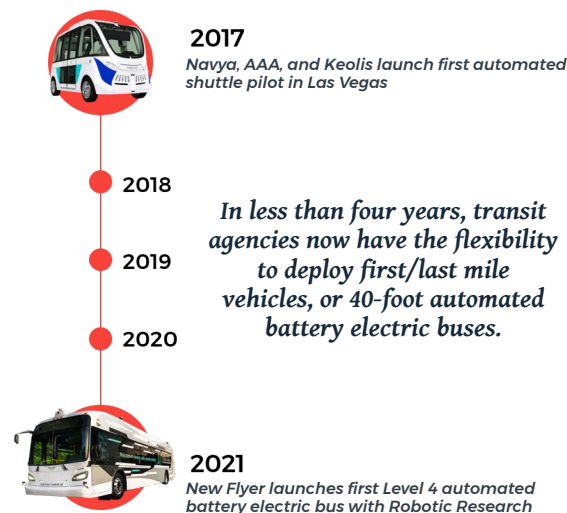 2017
Navya, AAA, and Keolis launch first automated
shuttle pilot in Las Vegas
2018
In less than four years, transit
agencies now have the flexibility
2019
to deploy first/last mile
vehicles, or 40-foot automated
battery electric buses.
2020
2021
New Flyer launches first Level 4 automated
battery electric bus with Robotic Research